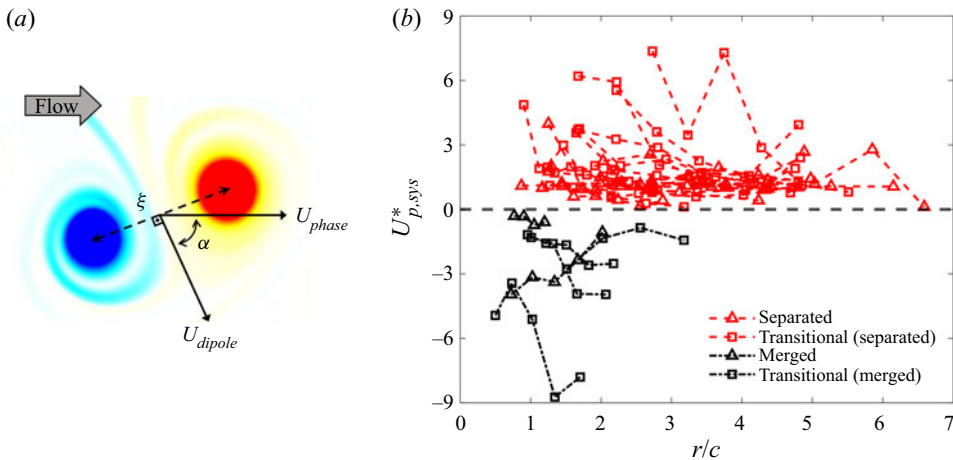 (a)
Flow
ξ
U_phase
α
U_dipole
(b)
U*_p,sys
9
6
3
0
–3
–6
–9
Separated
Transitional (separated)
Merged
Transitional (merged)
0 1 2 3 4 5 6 7
r/c